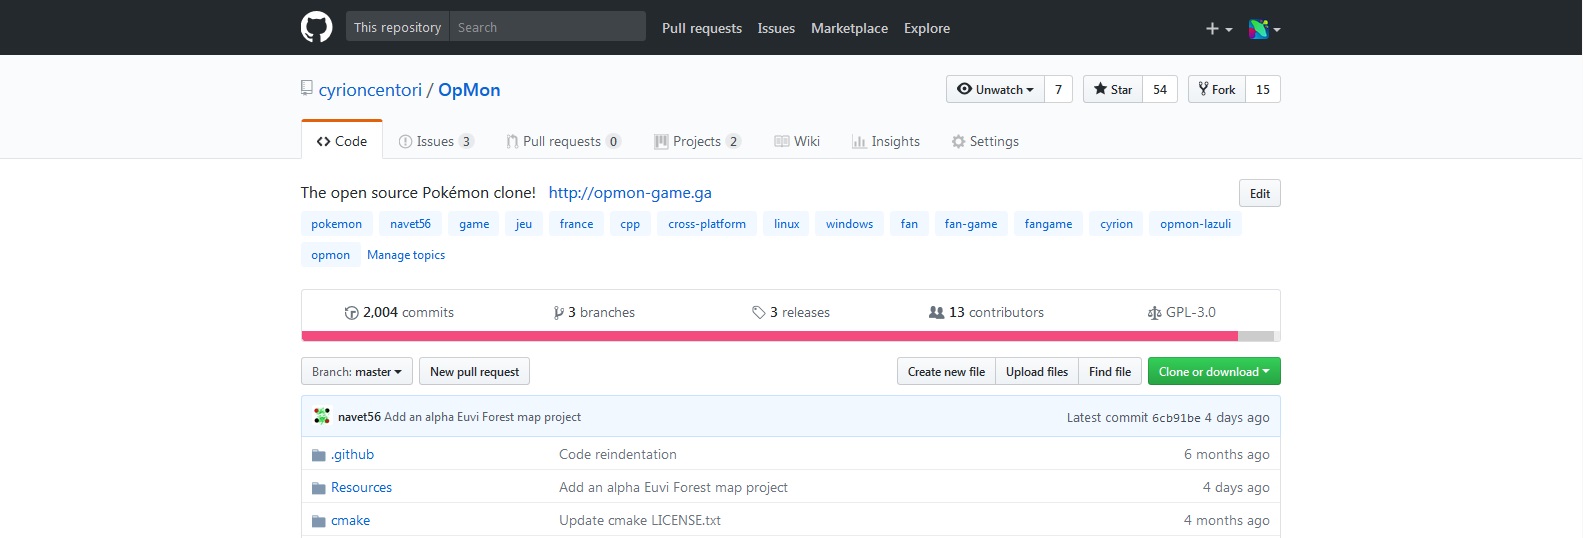 This repository Search Pull requests Issues Marketplace Explore
cyrioncentori / OpMon Unwatch 7 Star 54 Fork 15
Code Issues 3 Pull requests 0 Projects 2 Wiki Insights Settings
The open source Pokémon clone! http://opmon-game.ga Edit
pokemon navet56 game jeu france cpp cross-platform linux windows fan fan-game fangame cyrion opmon-lazuli
opmon Manage topics
2,004 commits 3 branches 3 releases 13 contributors GPL-3.0
Branch: master New pull request Create new file Upload files Find file Clone or download
navet56 Add an alpha Euvi Forest map project Latest commit 6cb91be 4 days ago
.github Code reindentation 6 months ago
Resources Add an alpha Euvi Forest map project 4 days ago
cmake Update cmake LICENSE.txt 4 months ago